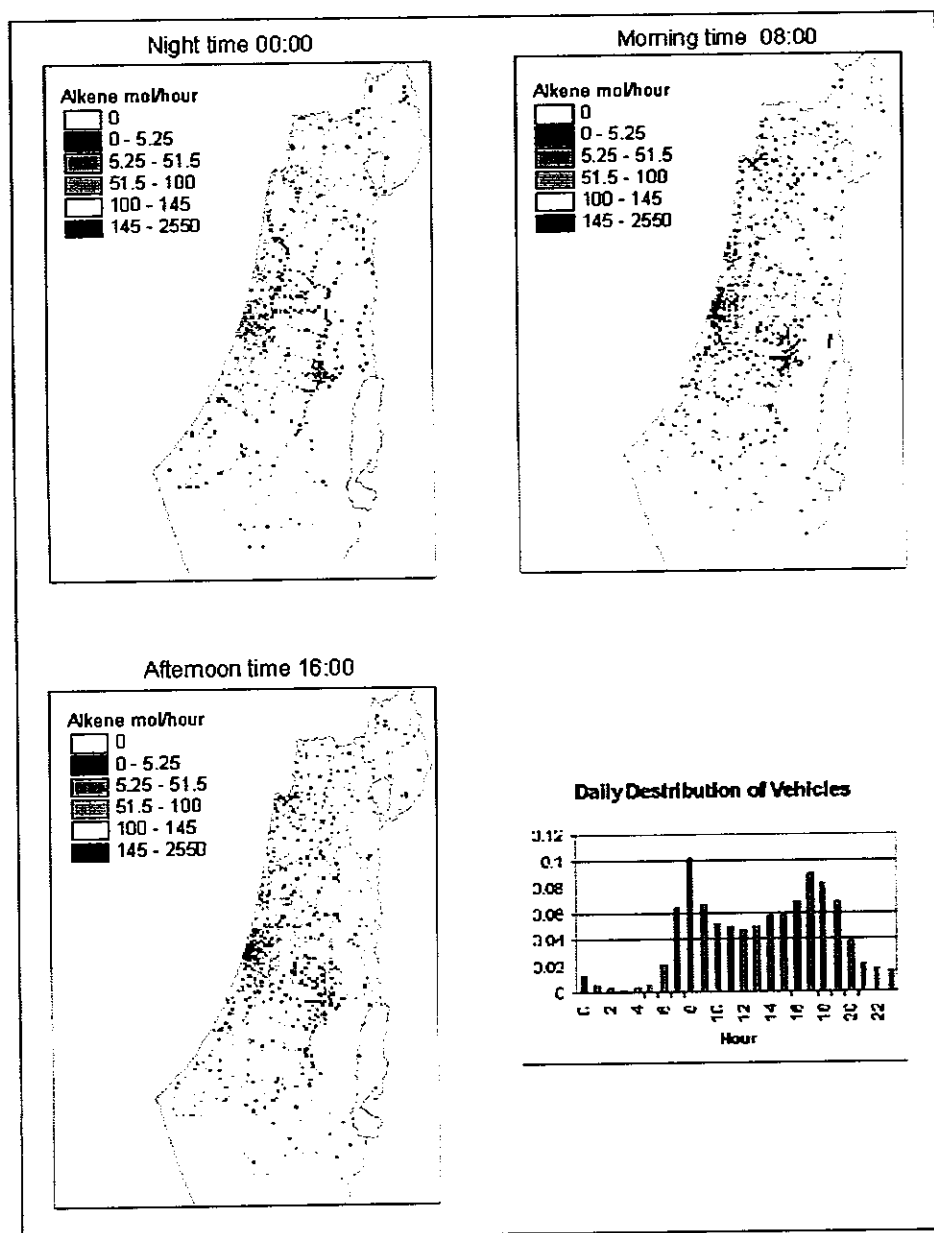 Night time 00:00
Alkene mol/hour
0
0 - 5.25
5.25 - 51.5
51.5 - 100
100 - 145
145 - 2550
Morning time 08:00
Alkene mol/hour
0
0 - 5.25
5.25 - 51.5
51.5 - 100
100 - 145
145 - 2550
Afternoon time 16:00
Alkene mol/hour
0
0 - 5.25
5.25 - 51.5
51.5 - 100
100 - 145
145 - 2550
Daily Destribution of Vehicles
0.12
0.1
0.08
0.06
0.04
0.02
0
0 2 4 6 8 10 12 14 16 18 20 22
Hour